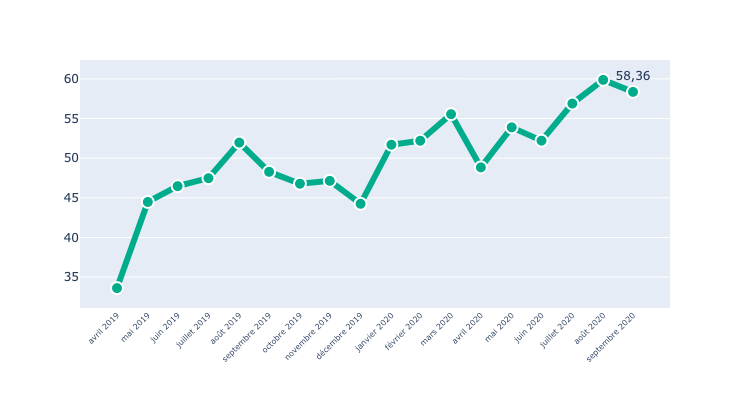 60
55
50
45
40
35
58,36
avril 2019
mai 2019
juin 2019
juillet 2019
août 2019
septembre 2019
octobre 2019
novembre 2019
décembre 2019
janvier 2020
février 2020
mars 2020
avril 2020
mai 2020
juin 2020
juillet 2020
août 2020
septembre 2020